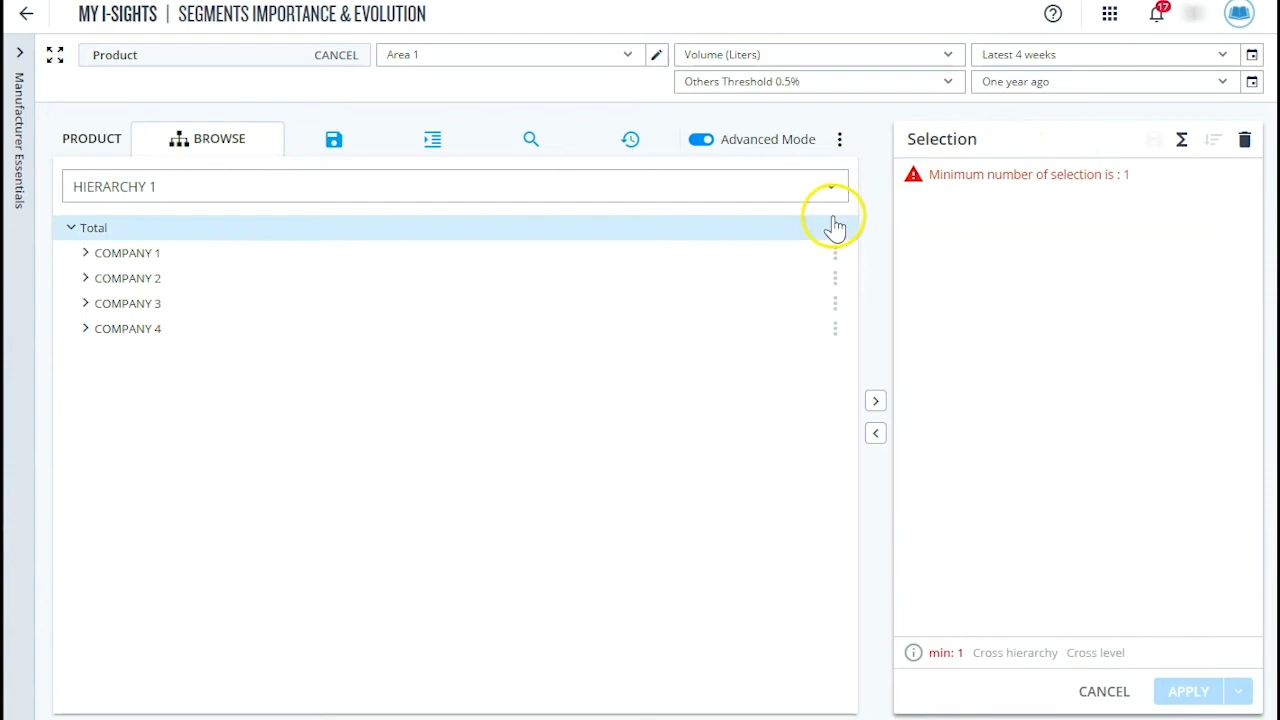 MY I-SIGHTS | SEGMENTS IMPORTANCE & EVOLUTION
17
Product CANCEL
Area 1
Volume (Liters)
Latest 4 weeks
Others Threshold 0.5%
One year ago
Manufacturer Essentials
PRODUCT
BROWSE
Advanced Mode
HIERARCHY 1
Total
COMPANY 1
COMPANY 2
COMPANY 3
COMPANY 4
Selection
Minimum number of selection is : 1
min: 1 Cross hierarchy Cross level
CANCEL
APPLY